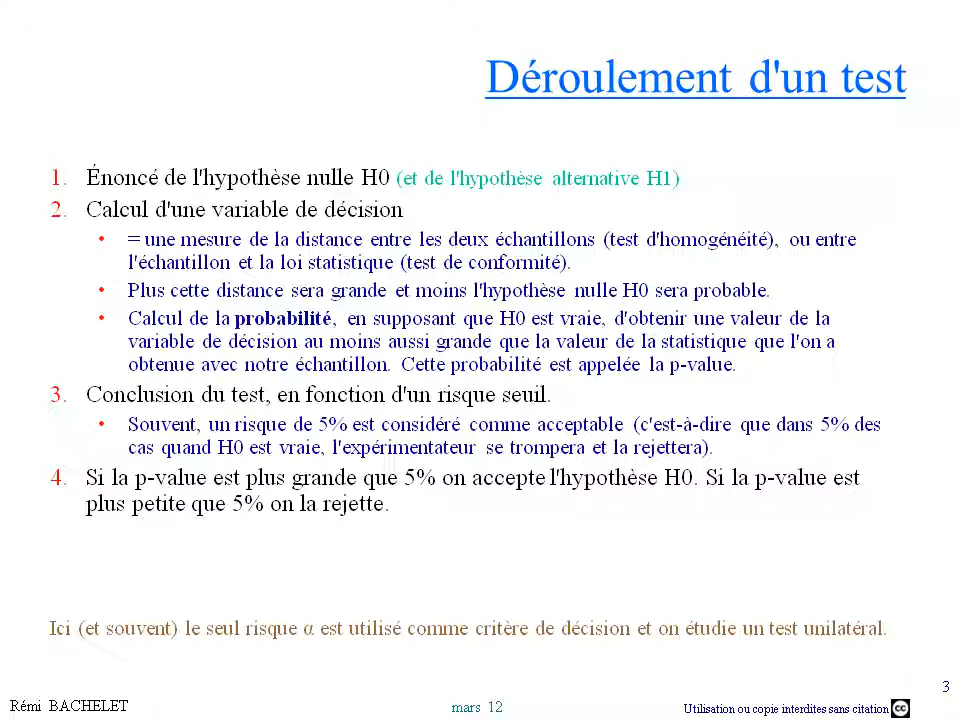 Déroulement d'un test
1. Énoncé de l'hypothèse nulle H0 (et de l'hypothèse alternative H1)
2. Calcul d'une variable de décision
• = une mesure de la distance entre les deux échantillons (test d'homogénéité), ou entre
l'échantillon et la loi statistique (test de conformité).
• Plus cette distance sera grande et moins l'hypothèse nulle H0 sera probable.
• Calcul de la probabilité, en supposant que H0 est vraie, d'obtenir une valeur de la
variable de décision au moins aussi grande que la valeur de la statistique que l'on a
obtenue avec notre échantillon. Cette probabilité est appelée la p-value.
3. Conclusion du test, en fonction d'un risque seuil.
• Souvent, un risque de 5% est considéré comme acceptable (c'est-à-dire que dans 5% des
cas quand H0 est vraie, l'expérimentateur se trompera et la rejettera).
4. Si la p-value est plus grande que 5% on accepte l'hypothèse H0. Si la p-value est
plus petite que 5% on la rejette.
Ici (et souvent) le seul risque α est utilisé comme critère de décision et on étudie un test unilatéral.
3
Rémi BACHELET
mars 12
Utilisation ou copie interdites sans citation
cc